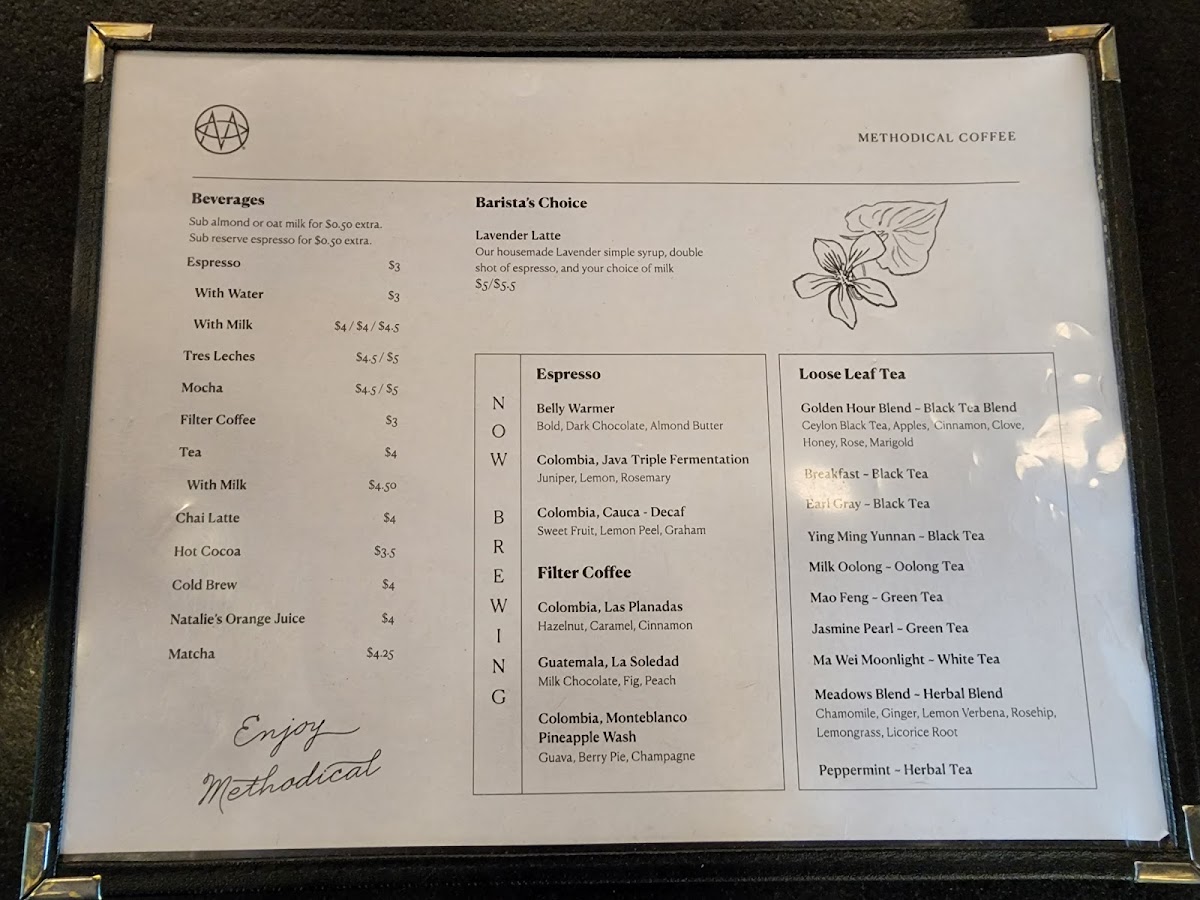 METHODICAL COFFEE
Beverages
Sub almond or oat milk for $0.50 extra.
Sub reserve espresso for $0.50 extra.
Espresso $3
With Water $3
With Milk $4 / $4 / $4.5
Tres Leches $4.5 / $5
Mocha $4.5 / $5
Filter Coffee $3
Tea $4
With Milk $4.50
Chai Latte $4
Hot Cocoa $3.5
Cold Brew $4
Natalie's Orange Juice $4
Matcha $4.25
Enjoy
Methodical
Barista's Choice
Lavender Latte
Our housemade Lavender simple syrup, double
shot of espresso, and your choice of milk
$5/$5.5
NOW BREWING
Espresso
Belly Warmer
Bold, Dark Chocolate, Almond Butter
Colombia, Java Triple Fermentation
Juniper, Lemon, Rosemary
Colombia, Cauca - Decaf
Sweet Fruit, Lemon Peel, Graham
Filter Coffee
Colombia, Las Planadas
Hazelnut, Caramel, Cinnamon
Guatemala, La Soledad
Milk Chocolate, Fig, Peach
Colombia, Monteblanco
Pineapple Wash
Guava, Berry Pie, Champagne
Loose Leaf Tea
Golden Hour Blend ~ Black Tea Blend
Ceylon Black Tea, Apples, Cinnamon, Clove,
Honey, Rose, Marigold
Breakfast ~ Black Tea
Earl Gray ~ Black Tea
Ying Ming Yunnan ~ Black Tea
Milk Oolong ~ Oolong Tea
Mao Feng ~ Green Tea
Jasmine Pearl ~ Green Tea
Ma Wei Moonlight ~ White Tea
Meadows Blend ~ Herbal Blend
Chamomile, Ginger, Lemon Verbena, Rosehip,
Lemongrass, Licorice Root
Peppermint ~ Herbal Tea